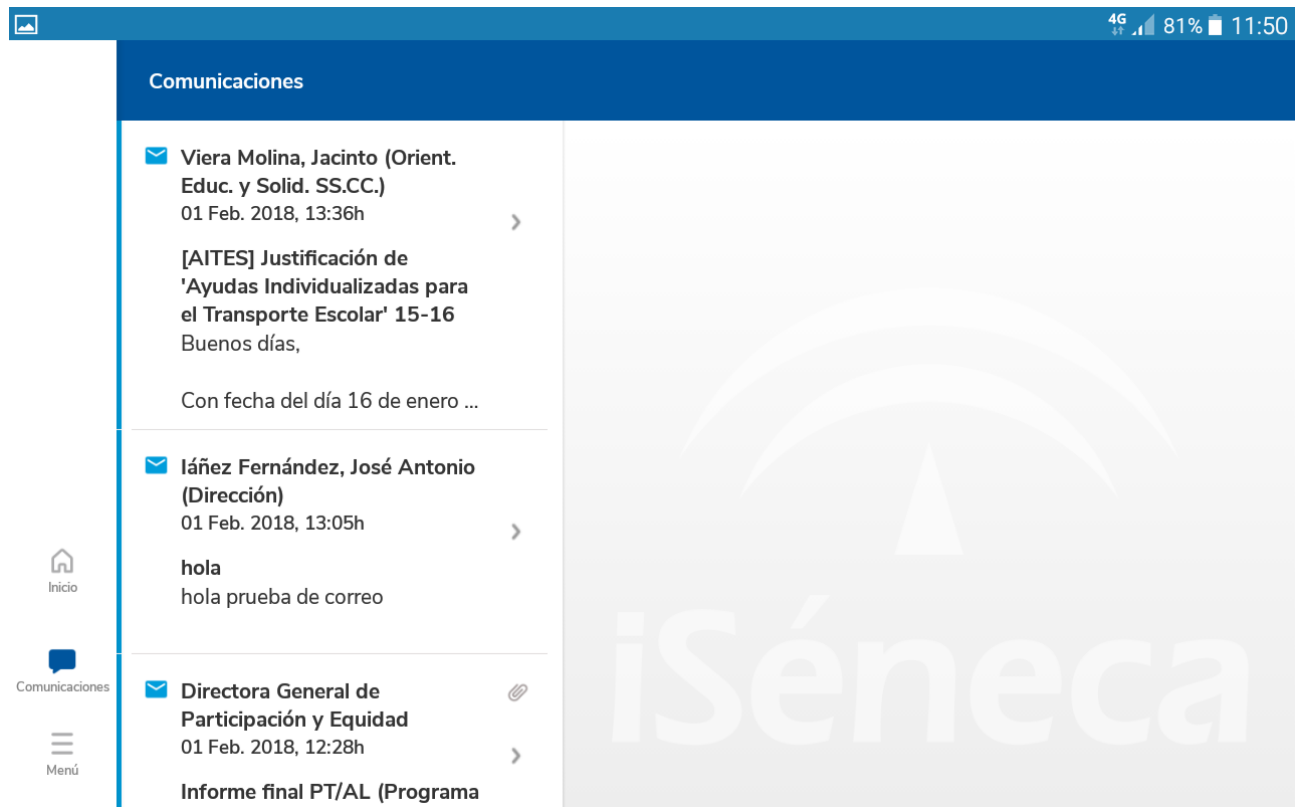 4G 81% 11:50
Comunicaciones
Viera Molina, Jacinto (Orient.
Educ. y Solid. SS.CC.)
01 Feb. 2018, 13:36h
[AITES] Justificación de
'Ayudas Individualizadas para
el Transporte Escolar' 15-16
Buenos días,
Con fecha del día 16 de enero ...
Iáñez Fernández, José Antonio
(Dirección)
01 Feb. 2018, 13:05h
hola
hola prueba de correo
Directora General de
Participación y Equidad
01 Feb. 2018, 12:28h
Informe final PT/AL (Programa
Inicio
Comunicaciones
Menú
iSéneca